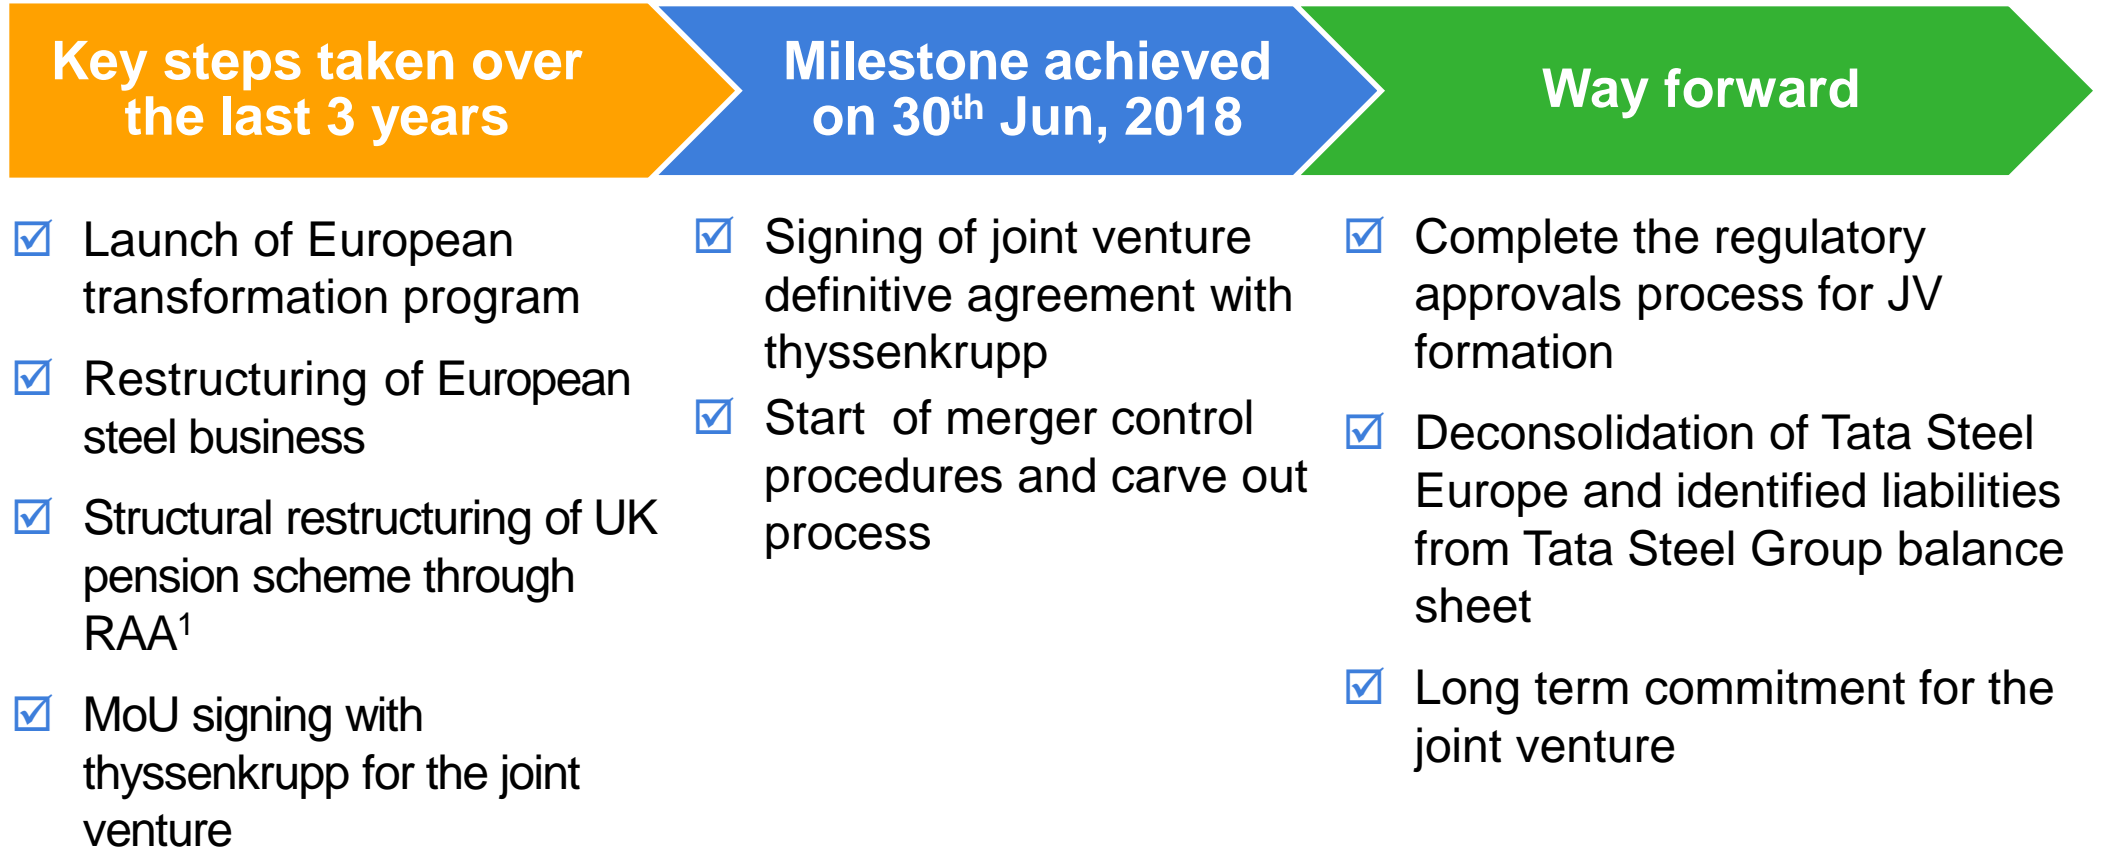 Key steps taken over
the last 3 years
Milestone achieved
on 30th Jun, 2018
Way forward
Launch of European
transformation program
Restructuring of European
steel business
Structural restructuring of UK
pension scheme through
RAA1
MoU signing with
thyssenkrupp for the joint
venture
Signing of joint venture
definitive agreement with
thyssenkrupp
Start of merger control
procedures and carve out
process
Complete the regulatory
approvals process for JV
formation
Deconsolidation of Tata Steel
Europe and identified liabilities
from Tata Steel Group balance
sheet
Long term commitment for the
joint venture